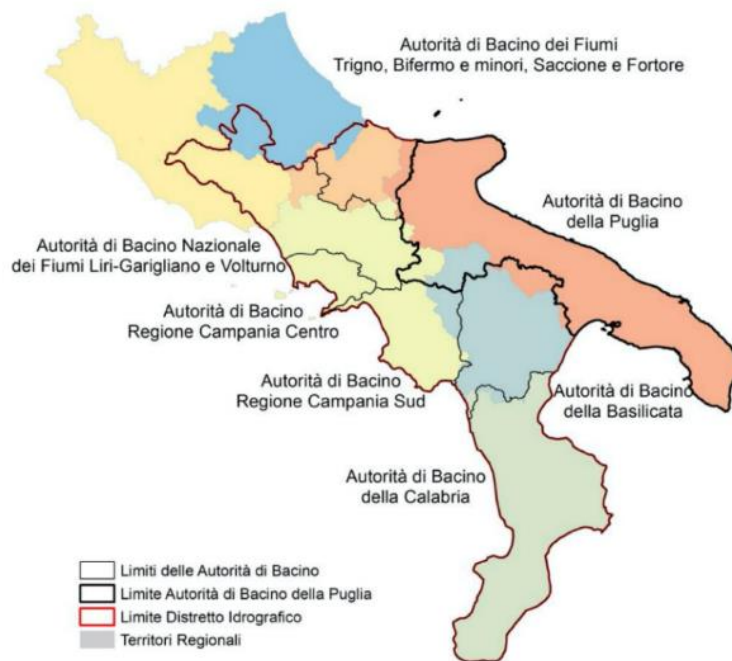 Autorità di Bacino dei Fiumi
Trigno, Bifermo e minori, Saccione e Fortore
Autorità di Bacino
della Puglia
Autorità di Bacino Nazionale
dei Fiumi Liri-Garigliano e Volturno
Autorità di Bacino
Regione Campania Centro
Autorità di Bacino
Regione Campania Sud
Autorità di Bacino
della Basilicata
Autorità di Bacino
della Calabria
Limiti delle Autorità di Bacino
Limite Autorità di Bacino della Puglia
Limite Distretto Idrografico
Territori Regionali